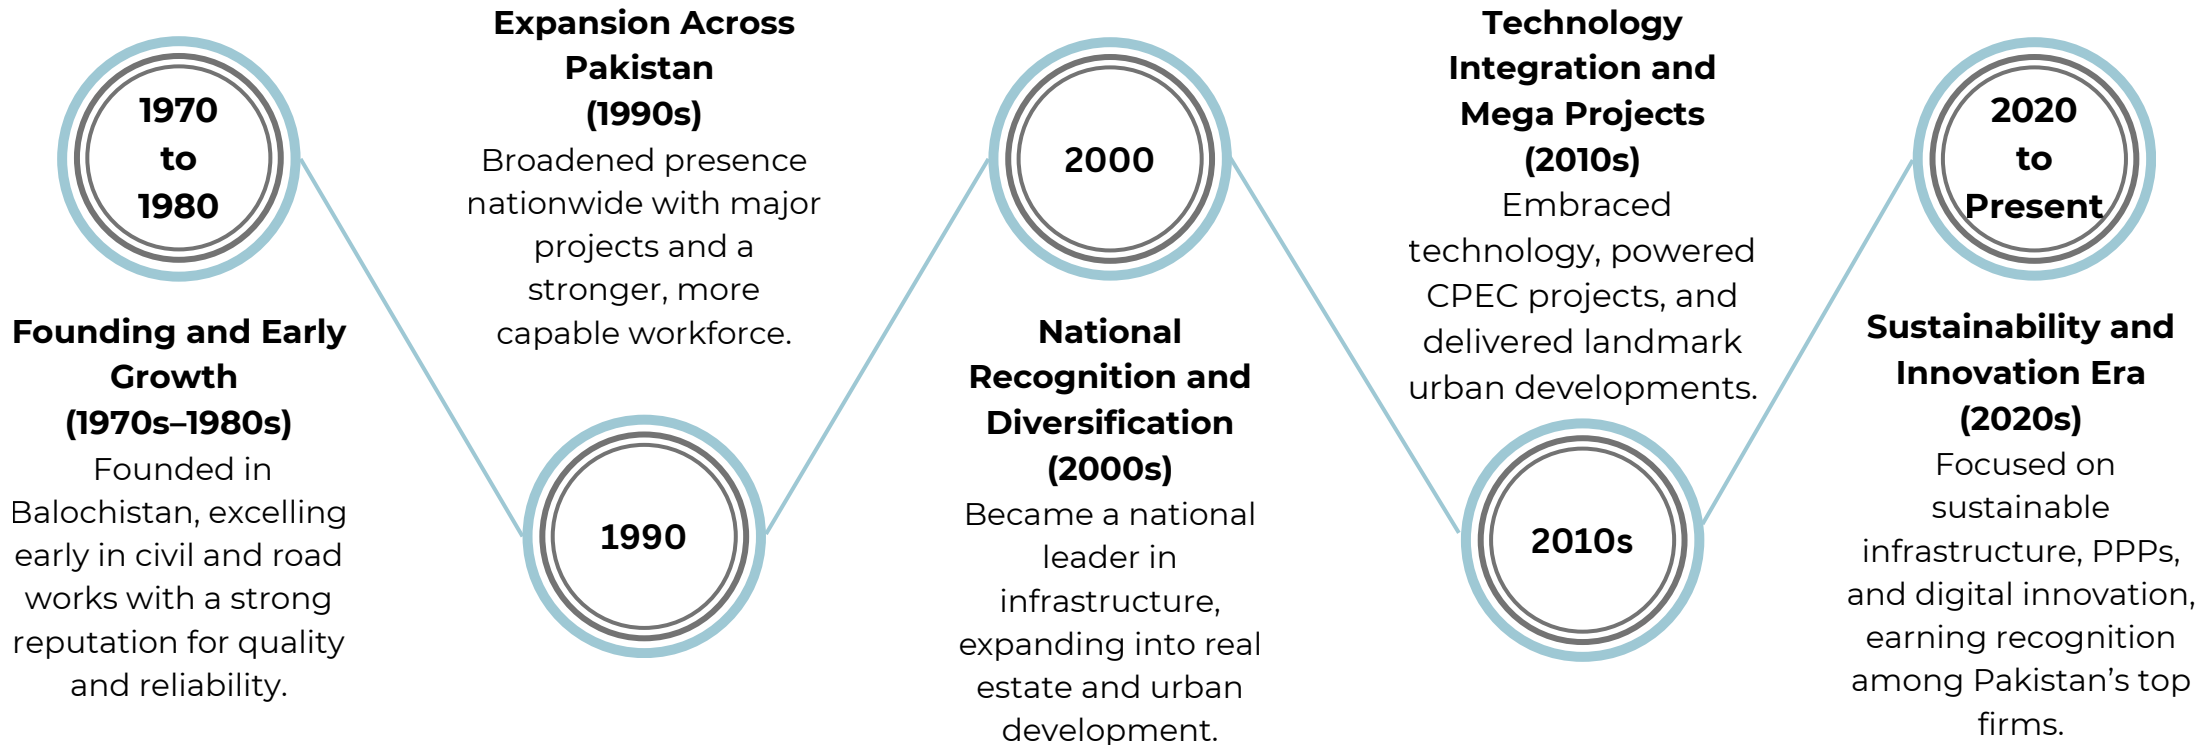 1970
to
1980
Founding and Early
Growth
(1970s–1980s)
Founded in
Balochistan, excelling
early in civil and road
works with a strong
reputation for quality
and reliability.
Expansion Across
Pakistan
(1990s)
Broadened presence
nationwide with major
projects and a
stronger, more
capable workforce.
1990
2000
National
Recognition and
Diversification
(2000s)
Became a national
leader in
infrastructure,
expanding into real
estate and urban
development.
Technology
Integration and
Mega Projects
(2010s)
Embraced
technology, powered
CPEC projects, and
delivered landmark
urban developments.
2010s
2020
to
Present
Sustainability and
Innovation Era
(2020s)
Focused on
sustainable
infrastructure, PPPs,
and digital innovation,
earning recognition
among Pakistan’s top
firms.